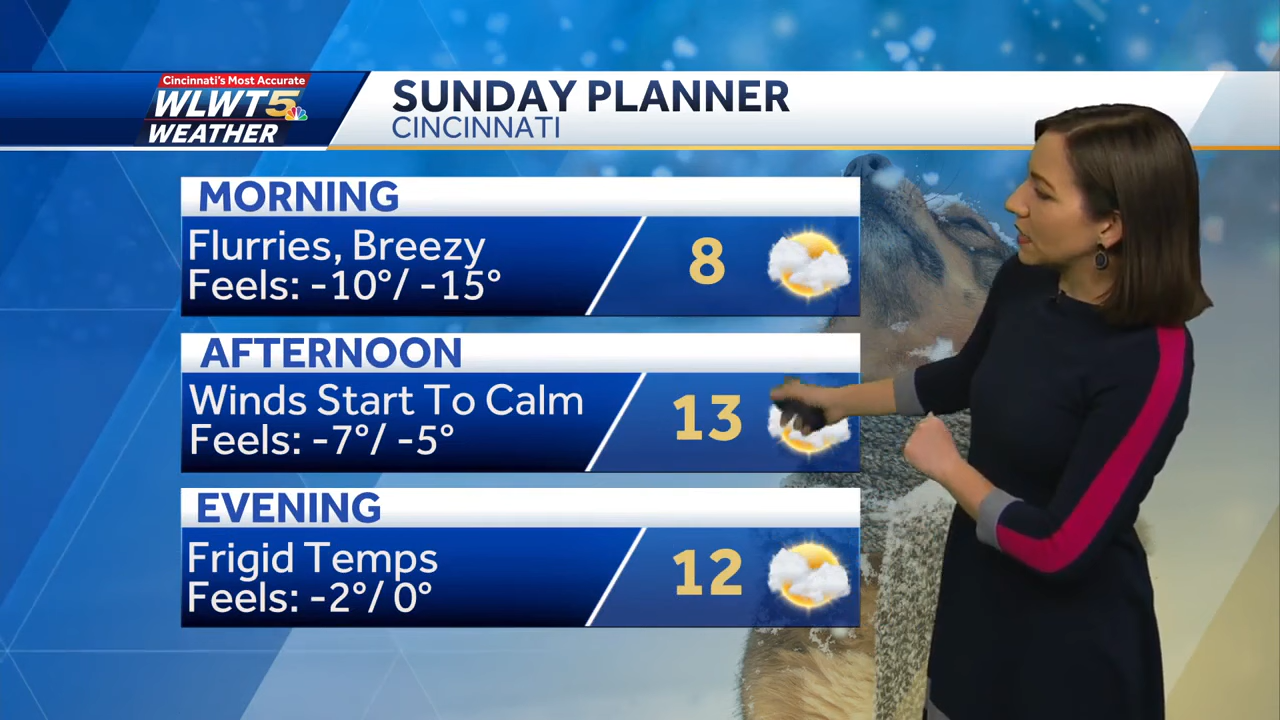 Cincinnati's Most Accurate
WLWT5
WEATHER
SUNDAY PLANNER
CINCINNATI
MORNING
Flurries, Breezy
Feels: -10°/ -15°
8
AFTERNOON
Winds Start To Calm
Feels: -7°/ -5°
13
EVENING
Frigid Temps
Feels: -2°/ 0°
12